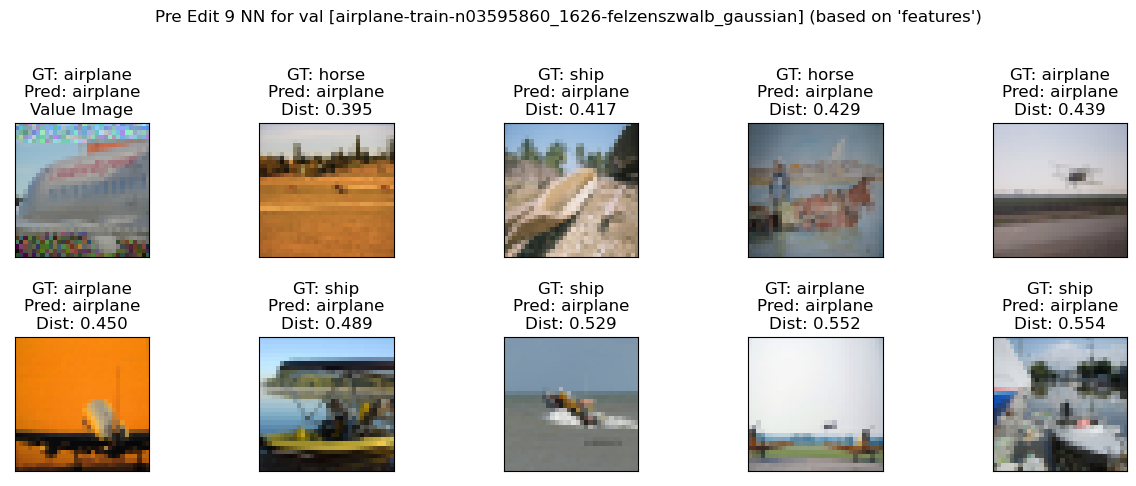 Pre Edit 9 NN for val [airplane-train-n03595860_1626-felzenszwalb_gaussian] (based on 'features')
GT: airplane
Pred: airplane
Value Image
GT: horse
Pred: airplane
Dist: 0.395
GT: ship
Pred: airplane
Dist: 0.417
GT: horse
Pred: airplane
Dist: 0.429
GT: airplane
Pred: airplane
Dist: 0.439
GT: airplane
Pred: airplane
Dist: 0.450
GT: ship
Pred: airplane
Dist: 0.489
GT: ship
Pred: airplane
Dist: 0.529
GT: airplane
Pred: airplane
Dist: 0.552
GT: ship
Pred: airplane
Dist: 0.554